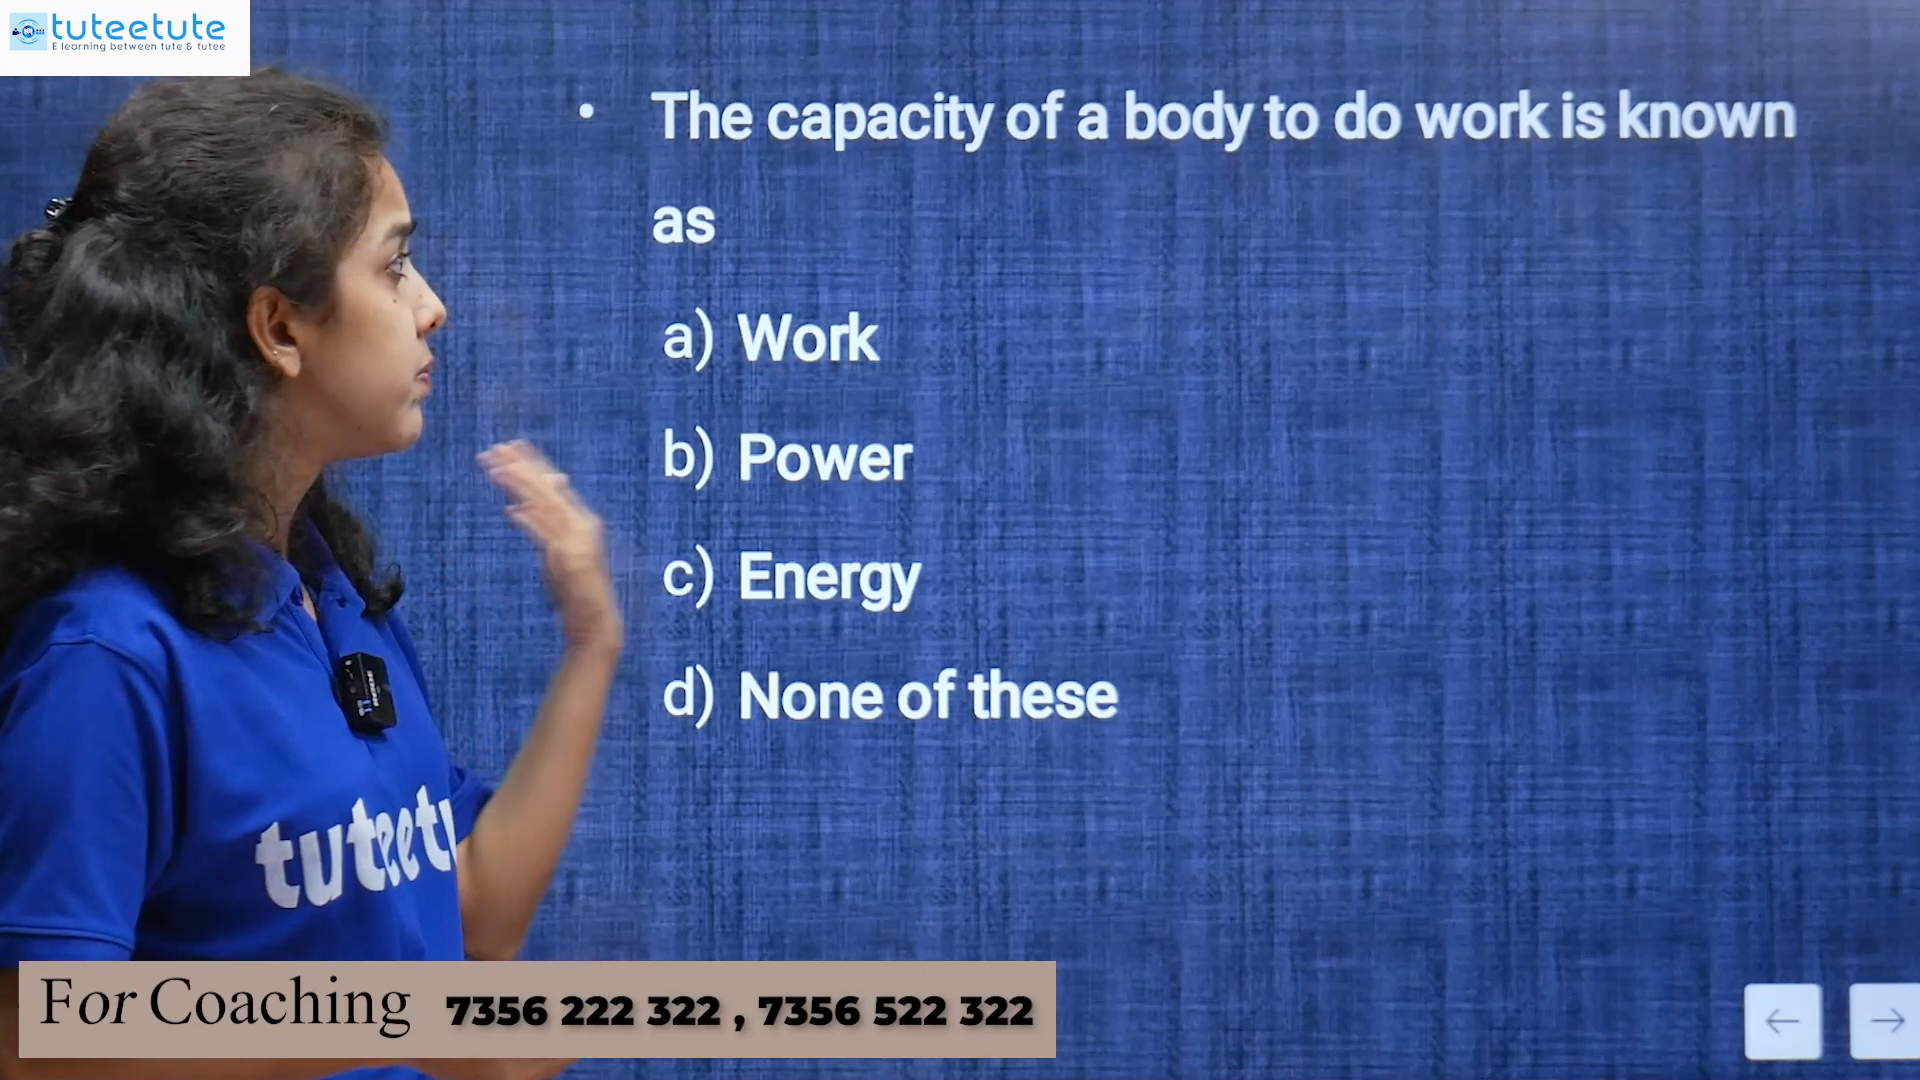 tuteetute
E learning between tute & tutee
• The capacity of a body to do work is known
as
a) Work
b) Power
c) Energy
d) None of these
tuteetu
For Coaching 7356 222 322 , 7356 522 322